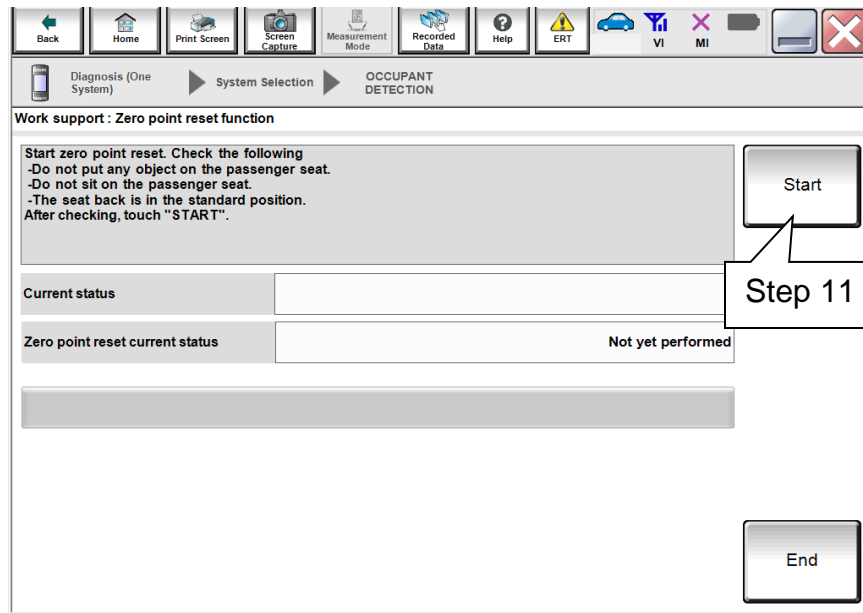 Back
Home
Print Screen
Screen
Capture
Measurement
Mode
Recorded
Data
Help
ERT
VI
MI
Diagnosis (One
System)
System Selection
OCCUPANT
DETECTION
Work support : Zero point reset function
Start zero point reset. Check the following
-Do not put any object on the passenger seat.
-Do not sit on the passenger seat.
-The seat back is in the standard position.
After checking, touch "START".
Start
Step 11
Current status
Zero point reset current status
Not yet performed
End